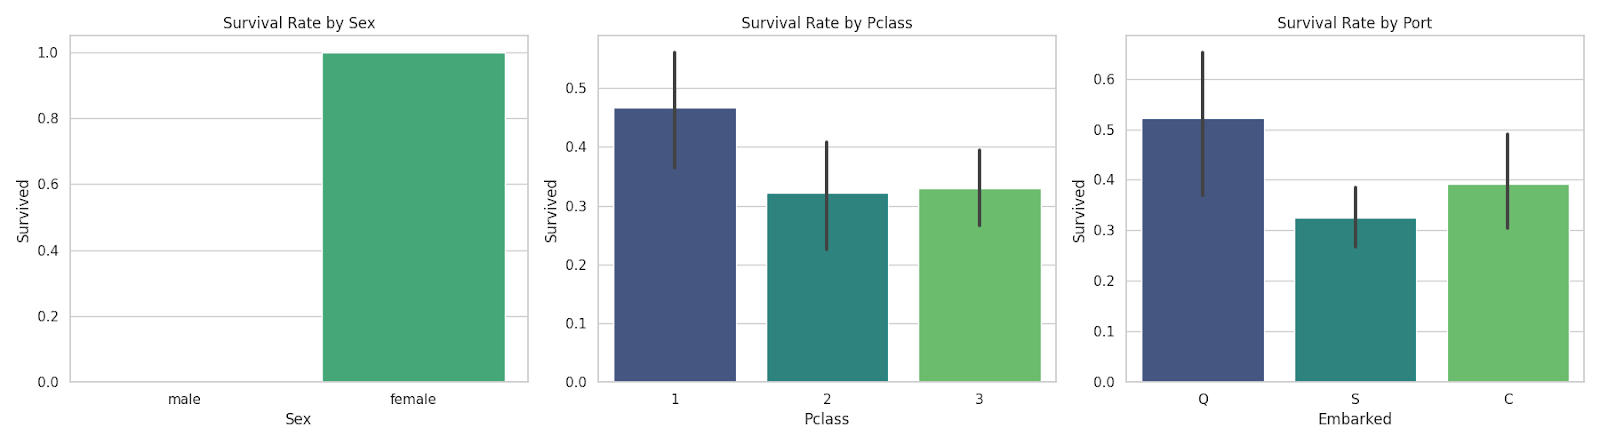 Survival Rate by Sex
Survived
1.0
0.8
0.6
0.4
0.2
0.0
male female
Sex
Survival Rate by Pclass
Survived
0.5
0.4
0.3
0.2
0.1
0.0
1 2 3
Pclass
Survival Rate by Port
Survived
0.6
0.5
0.4
0.3
0.2
0.1
0.0
Q S C
Embarked